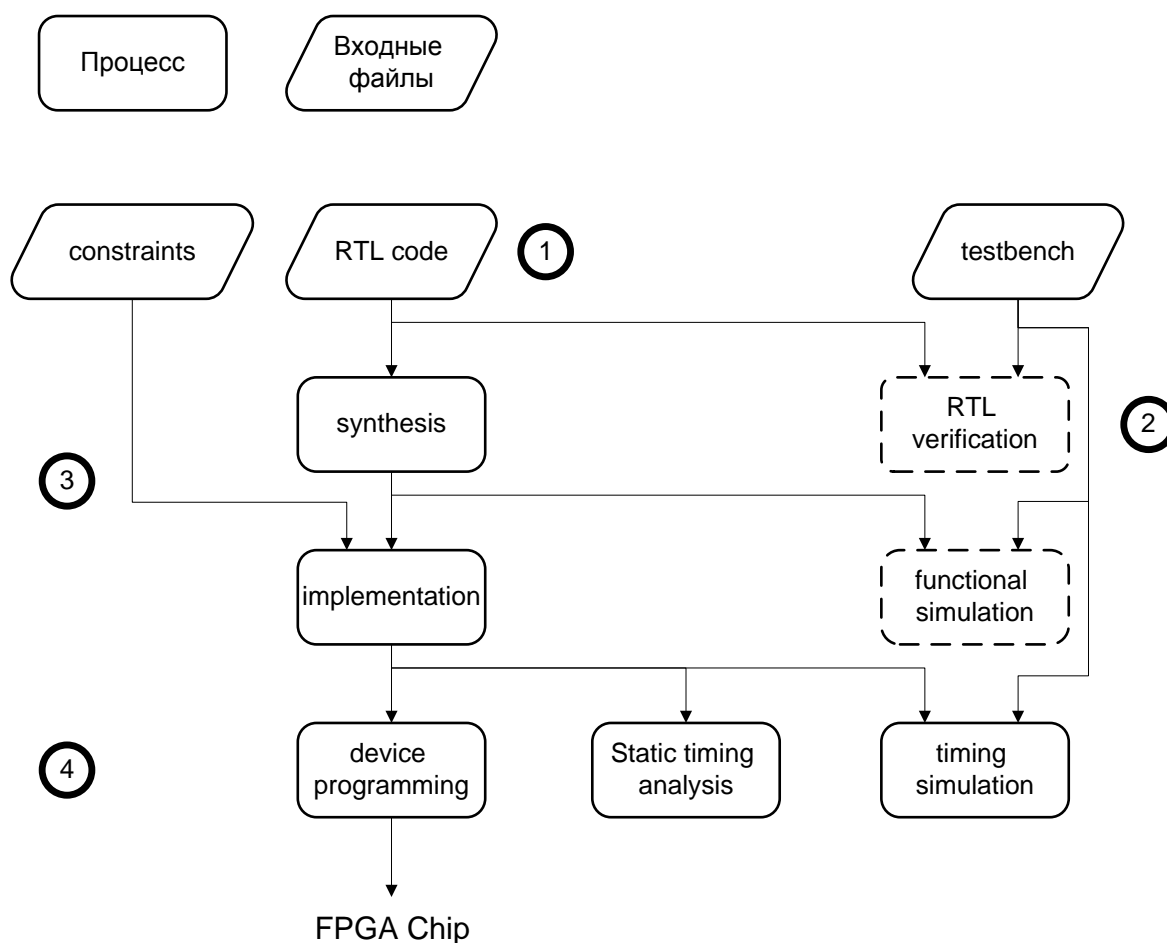 Процесс
Входные
файлы
constraints
RTL code
1
testbench
synthesis
RTL
verification
2
3
implementation
functional
simulation
4
device
programming
Static timing
analysis
timing
simulation
FPGA Chip